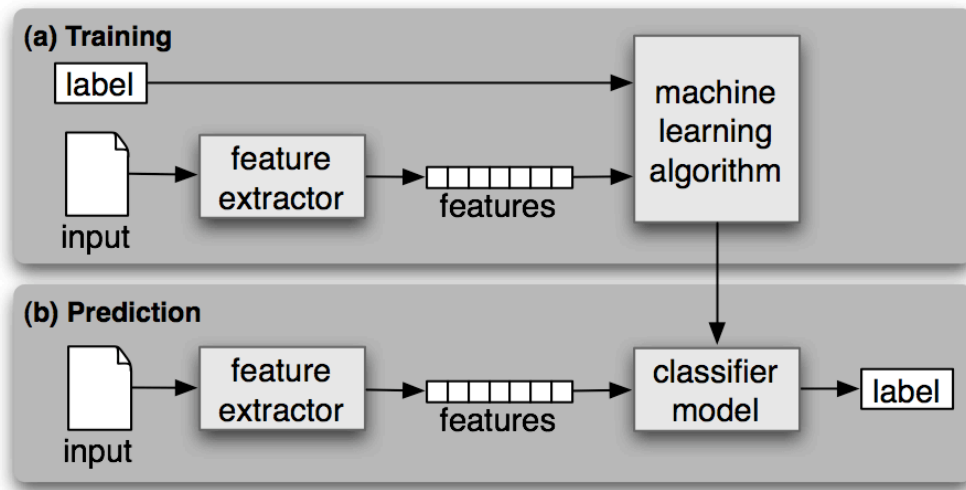 (a) Training
label
machine
learning
algorithm
feature
extractor
features
input
(b) Prediction
feature
extractor
features
classifier
model
label
input